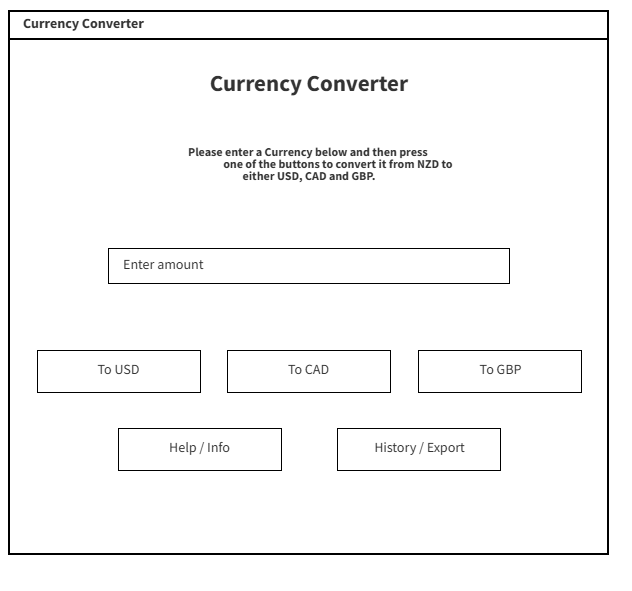 Currency Converter
Currency Converter
Please enter a Currency below and then press
one of the buttons to convert it from NZD to
either USD, CAD and GBP.
Enter amount
To USD
To CAD
To GBP
Help / Info
History / Export